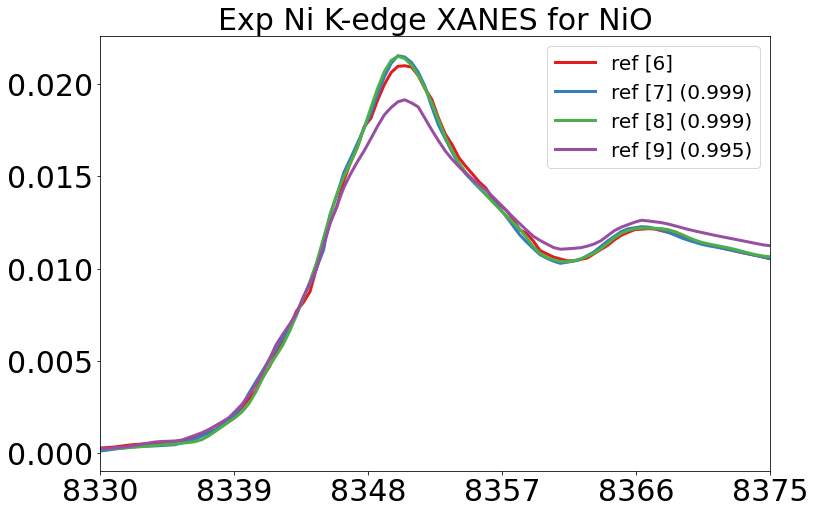 Exp Ni K-edge XANES for NiO
ref [6]
ref [7] (0.999)
ref [8] (0.999)
ref [9] (0.995)
0.020
0.015
0.010
0.005
0.000
8330 8339 8348 8357 8366 8375